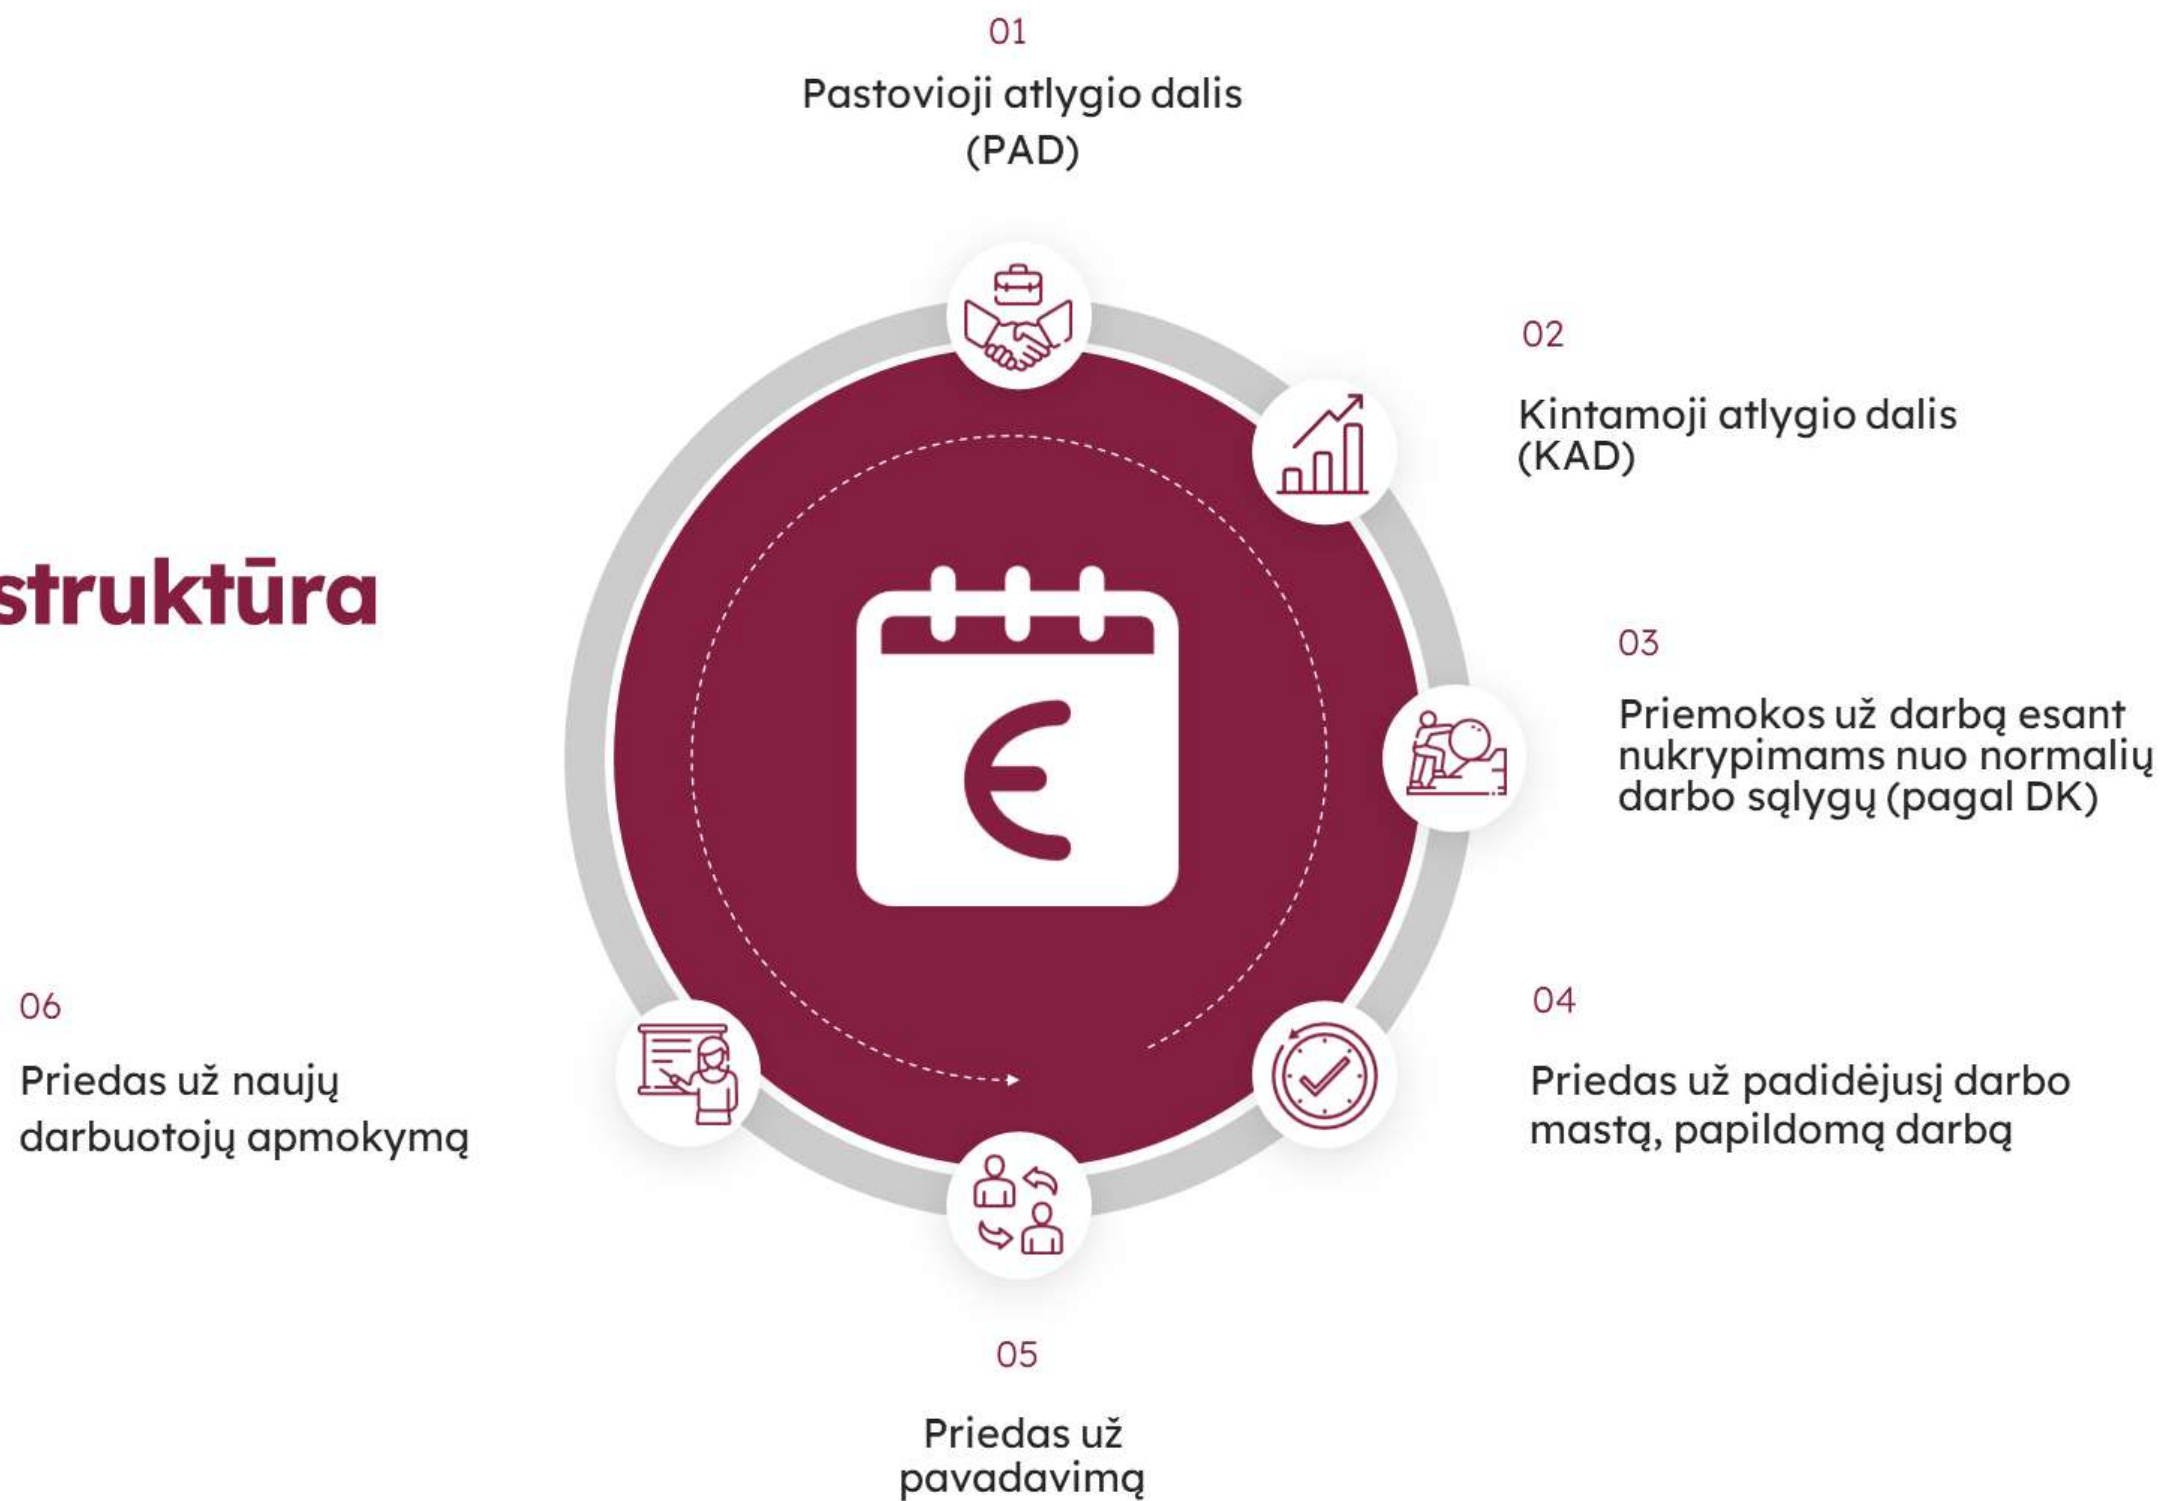 01
Pastovioji atlygio dalis
(PAD)
02
Kintamoji atlygio dalis
(KAD)
struktūra
03
Priemokos už darbą esant
nukrypimams nuo normalių
darbo sąlygų (pagal DK)
04
Priedas už padidėjusį darbo
mastą, papildomą darbą
05
Priedas už
pavadavimą
06
Priedas už naujų
darbuotojų apmokymą
€